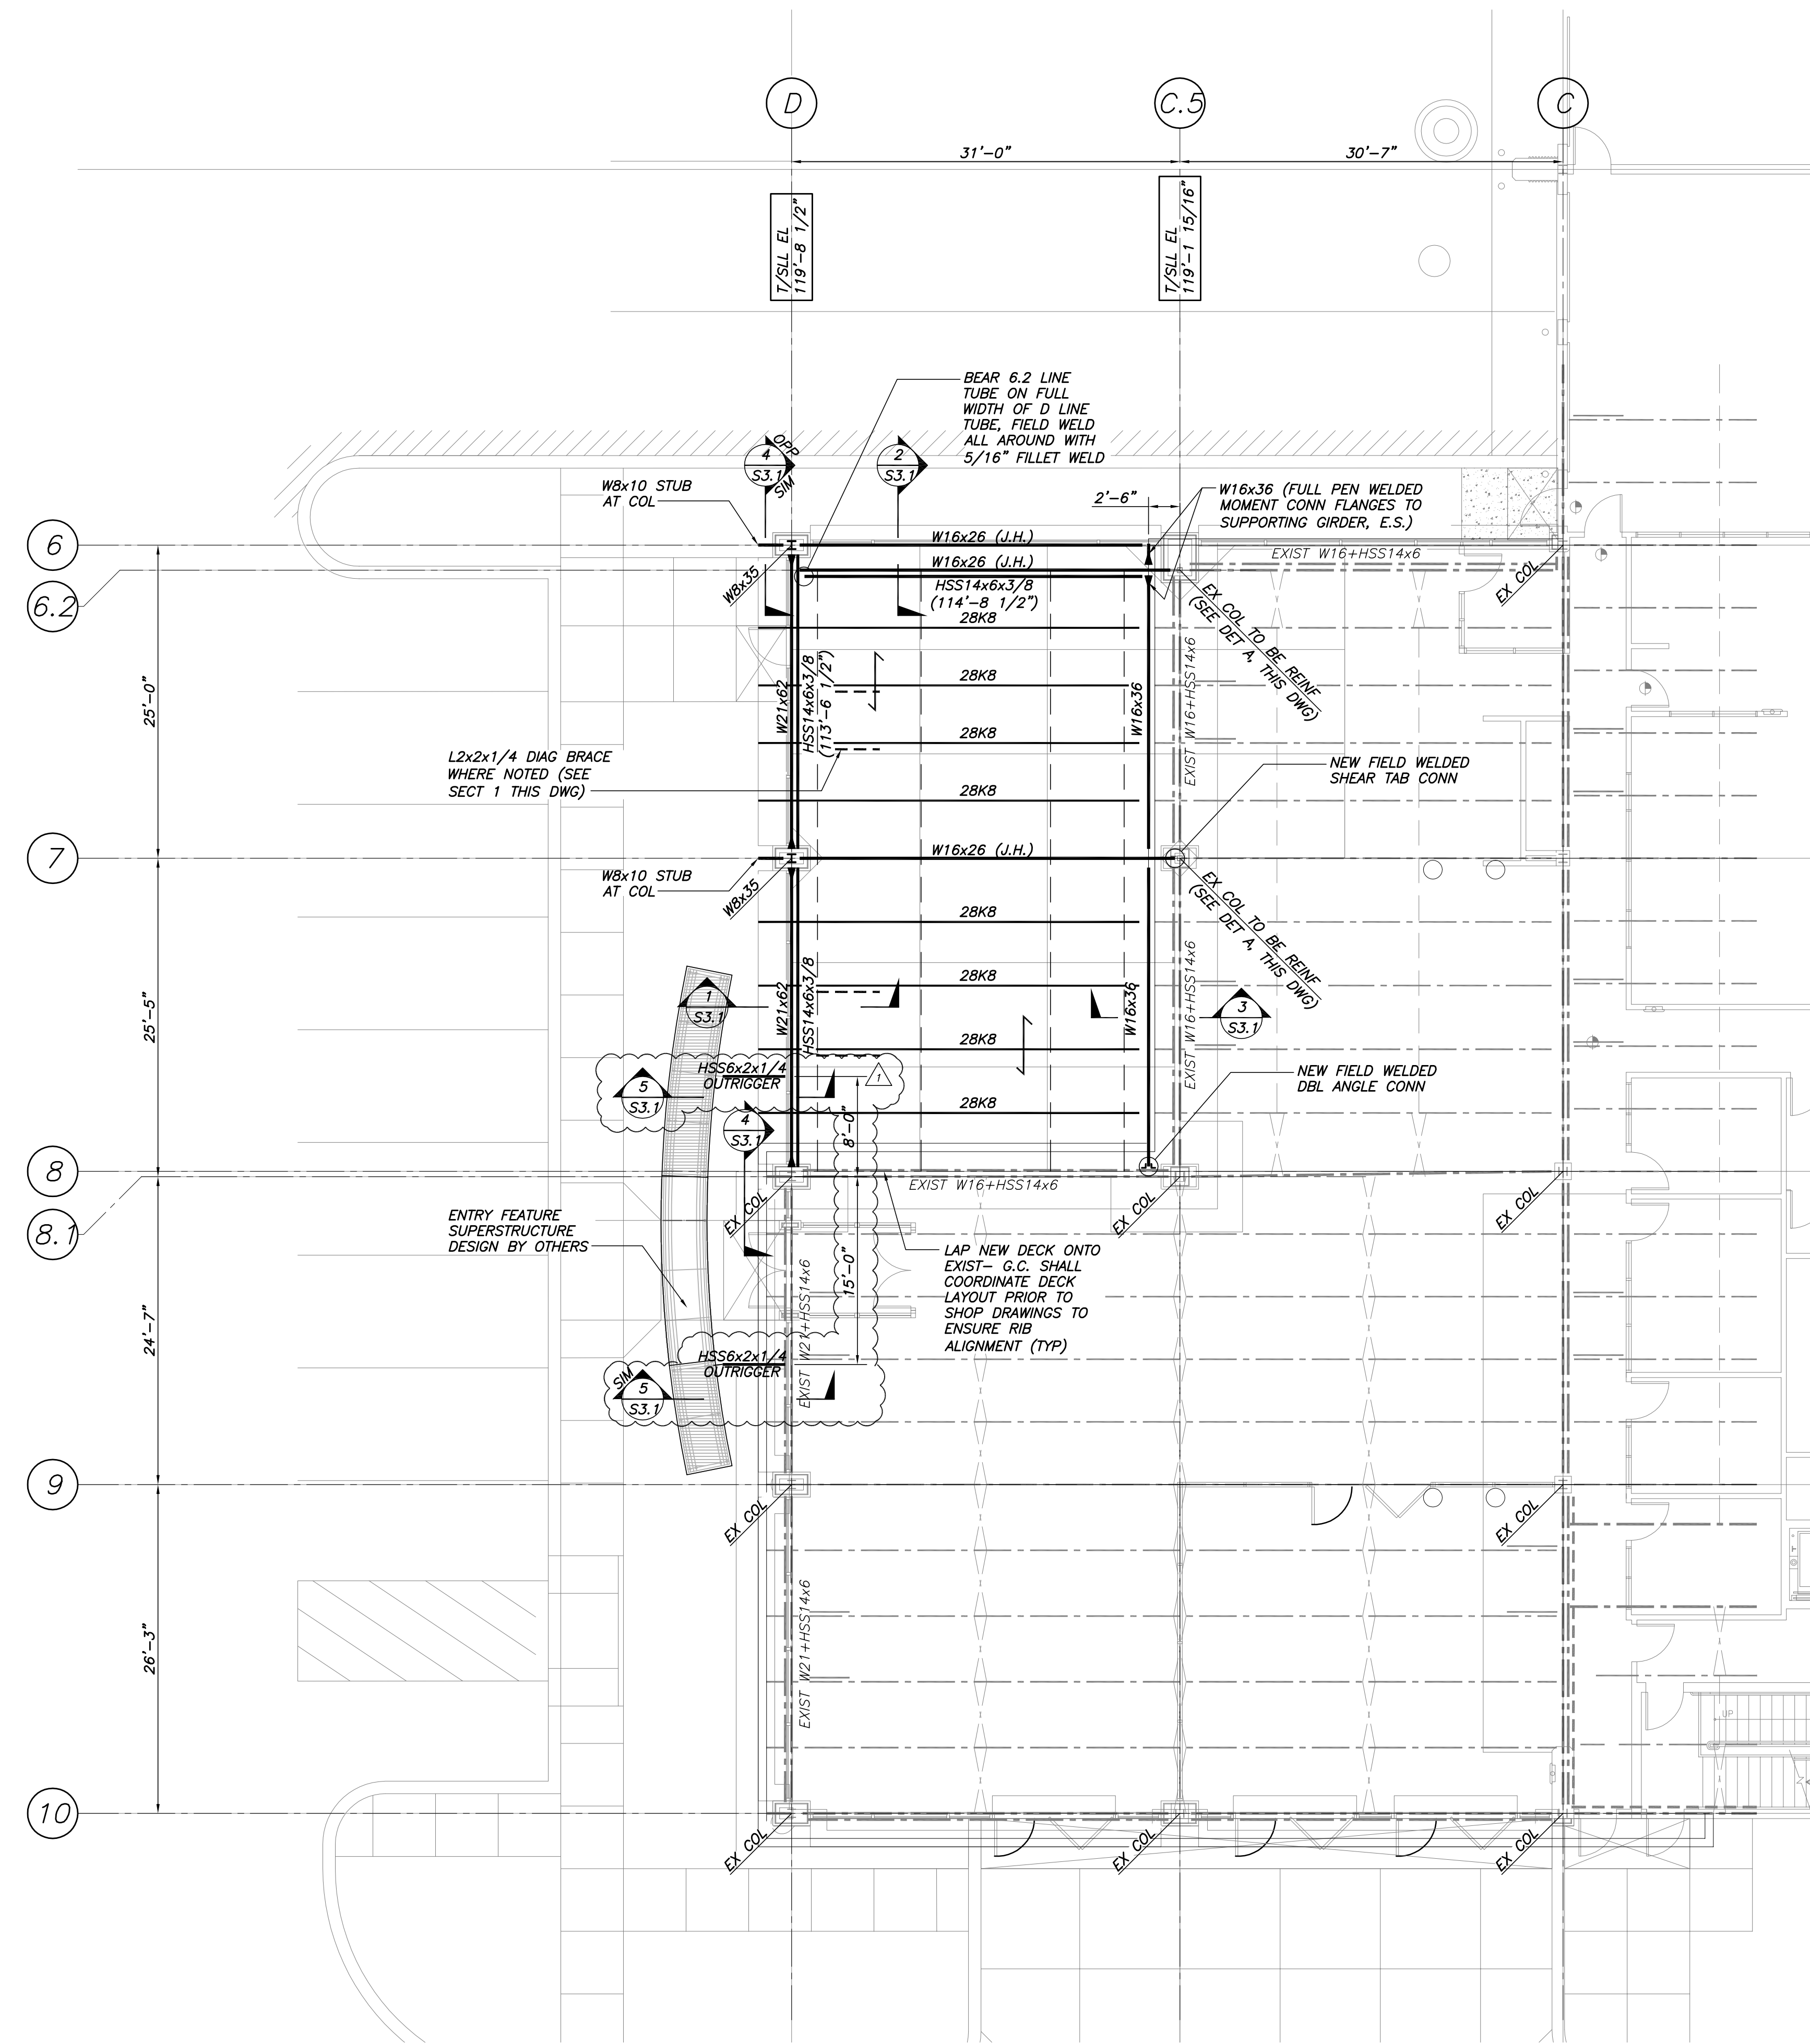 D
C.5
C
31'-0"
30'-7"
T/SLL EL
119'-8 1/2"
T/SLL EL
119'-1 15/16"
BEAR 6.2 LINE
TUBE ON FULL
WIDTH OF D LINE
TUBE, FIELD WELD
ALL AROUND WITH
5/16" FILLET WELD
4
S3.1
OPP
SIM
2
S3.1
W8x10 STUB
AT COL
2'-6"
W16x36 (FULL PEN WELDED
MOMENT CONN FLANGES TO
SUPPORTING GIRDER, E.S.)
6
W16x26 (J.H.)
EXIST W16+HSS14x6
W16x26 (J.H.)
W8x35
HSS14x6x3/8
(114'-8 1/2")
EX COL
6.2
28K8
EX COL TO BE REINF
(SEE DET A, THIS DWG)
25'-0"
28K8
W21x62
HSS14x6x3/8
(113'-6 1/2")
W16x36
EXIST W16+HSS14x6
28K8
L2x2x1/4 DIAG BRACE
WHERE NOTED (SEE
SECT 1 THIS DWG)
NEW FIELD WELDED
SHEAR TAB CONN
28K8
7
W16x26 (J.H.)
W8x10 STUB
AT COL
W8x35
EX COL TO BE REINF
(SEE DET A, THIS DWG)
28K8
28K8
25'-5"
1
S3.1
W21x62
HSS14x6x3/8
W16x36
EXIST W16+HSS14x6
3
S3.1
28K8
HSS6x2x1/4
OUTRIGGER
1
5
S3.1
NEW FIELD WELDED
DBL ANGLE CONN
28K8
4
S3.1
8'-0"
8
EXIST W16+HSS14x6
EX COL
EX COL
EX COL
8.1
ENTRY FEATURE
SUPERSTRUCTURE
DESIGN BY OTHERS
LAP NEW DECK ONTO
EXIST- G.C. SHALL
COORDINATE DECK
LAYOUT PRIOR TO
SHOP DRAWINGS TO
ENSURE RIB
ALIGNMENT (TYP)
15'-0"
EXIST W21+HSS14x6
24'-7"
HSS6x2x1/4
OUTRIGGER
SIM
5
S3.1
9
EX COL
EX COL
26'-3"
EXIST W21+HSS14x6
UP
10
EX COL
EX COL
EX COL